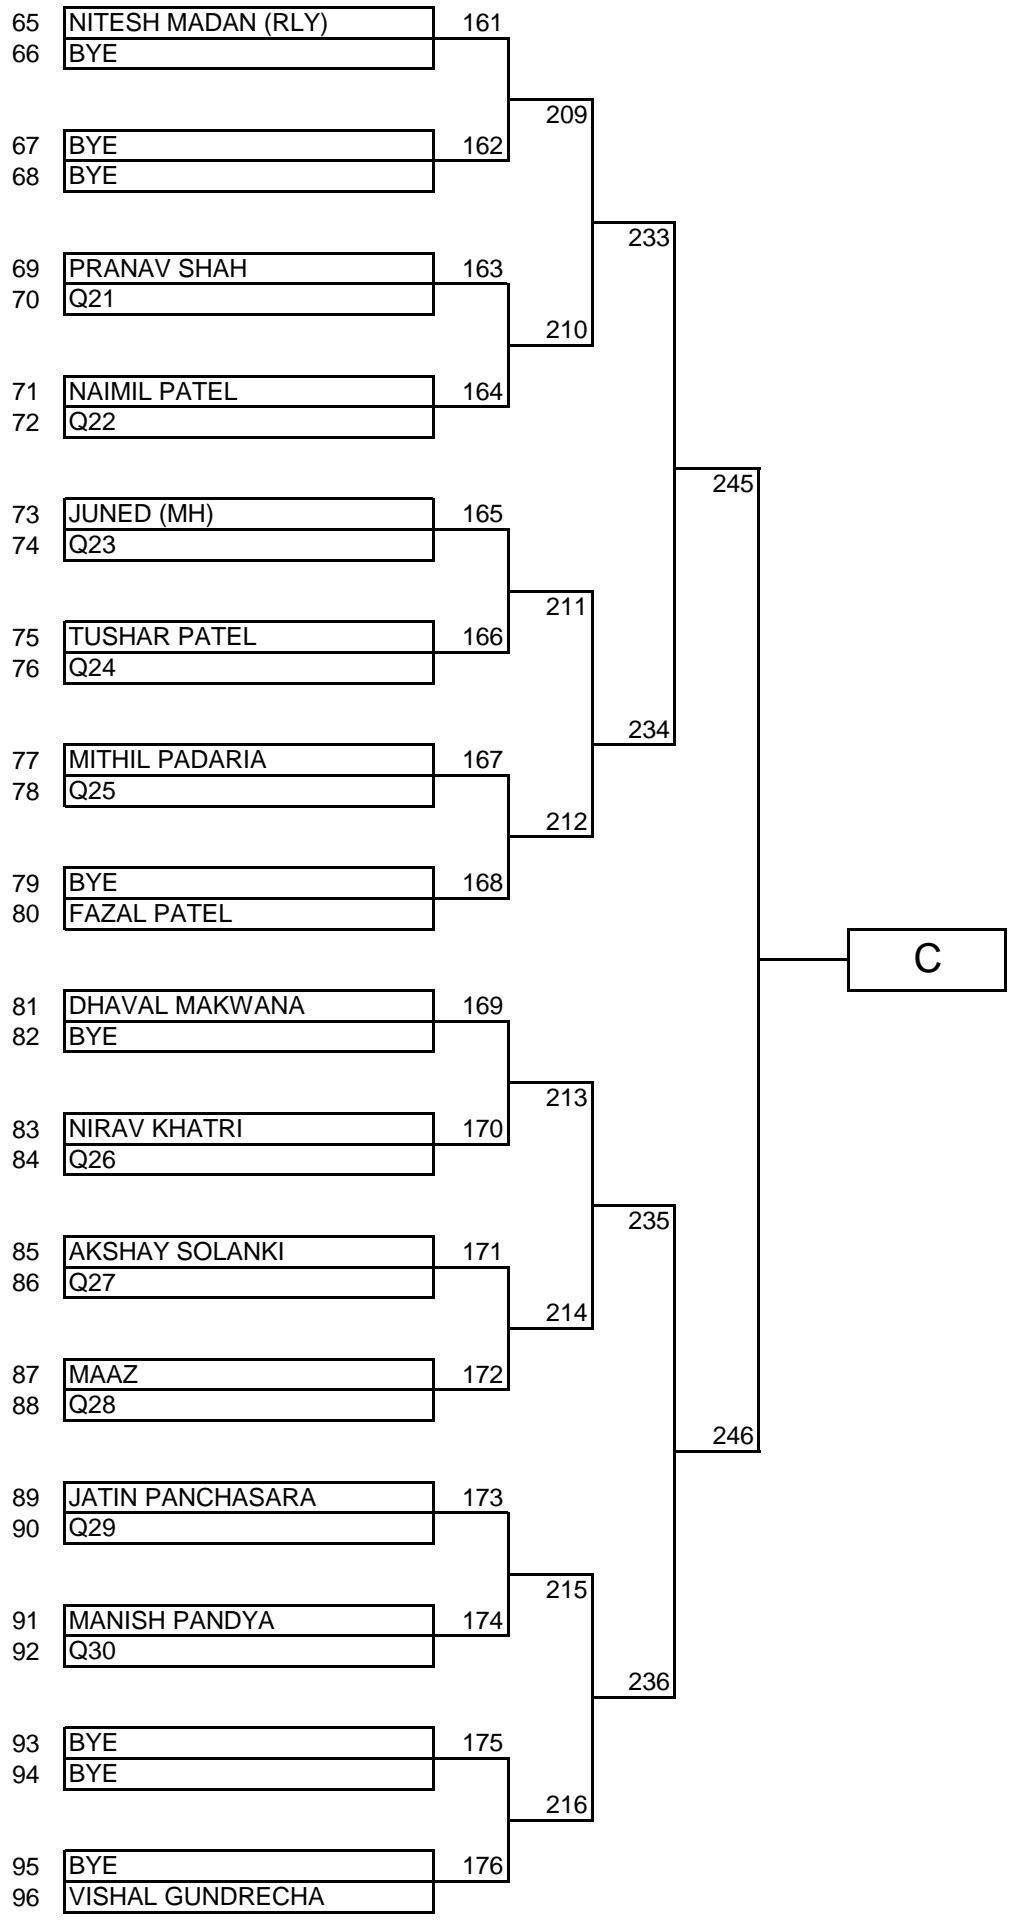 65 NITESH MADAN (RLY) 161
66 BYE
209
67 BYE 162
68 BYE
233
69 PRANAV SHAH 163
70 Q21
210
71 NAIMIL PATEL 164
72 Q22
245
73 JUNED (MH) 165
74 Q23
211
75 TUSHAR PATEL 166
76 Q24
234
77 MITHIL PADARIA 167
78 Q25
212
79 BYE 168
80 FAZAL PATEL
C
81 DHAVAL MAKWANA 169
82 BYE
213
83 NIRAV KHATRI 170
84 Q26
235
85 AKSHAY SOLANKI 171
86 Q27
214
87 MAAZ 172
88 Q28
246
89 JATIN PANCHASARA 173
90 Q29
215
91 MANISH PANDYA 174
92 Q30
236
93 BYE 175
94 BYE
216
95 BYE 176
96 VISHAL GUNDRECHA